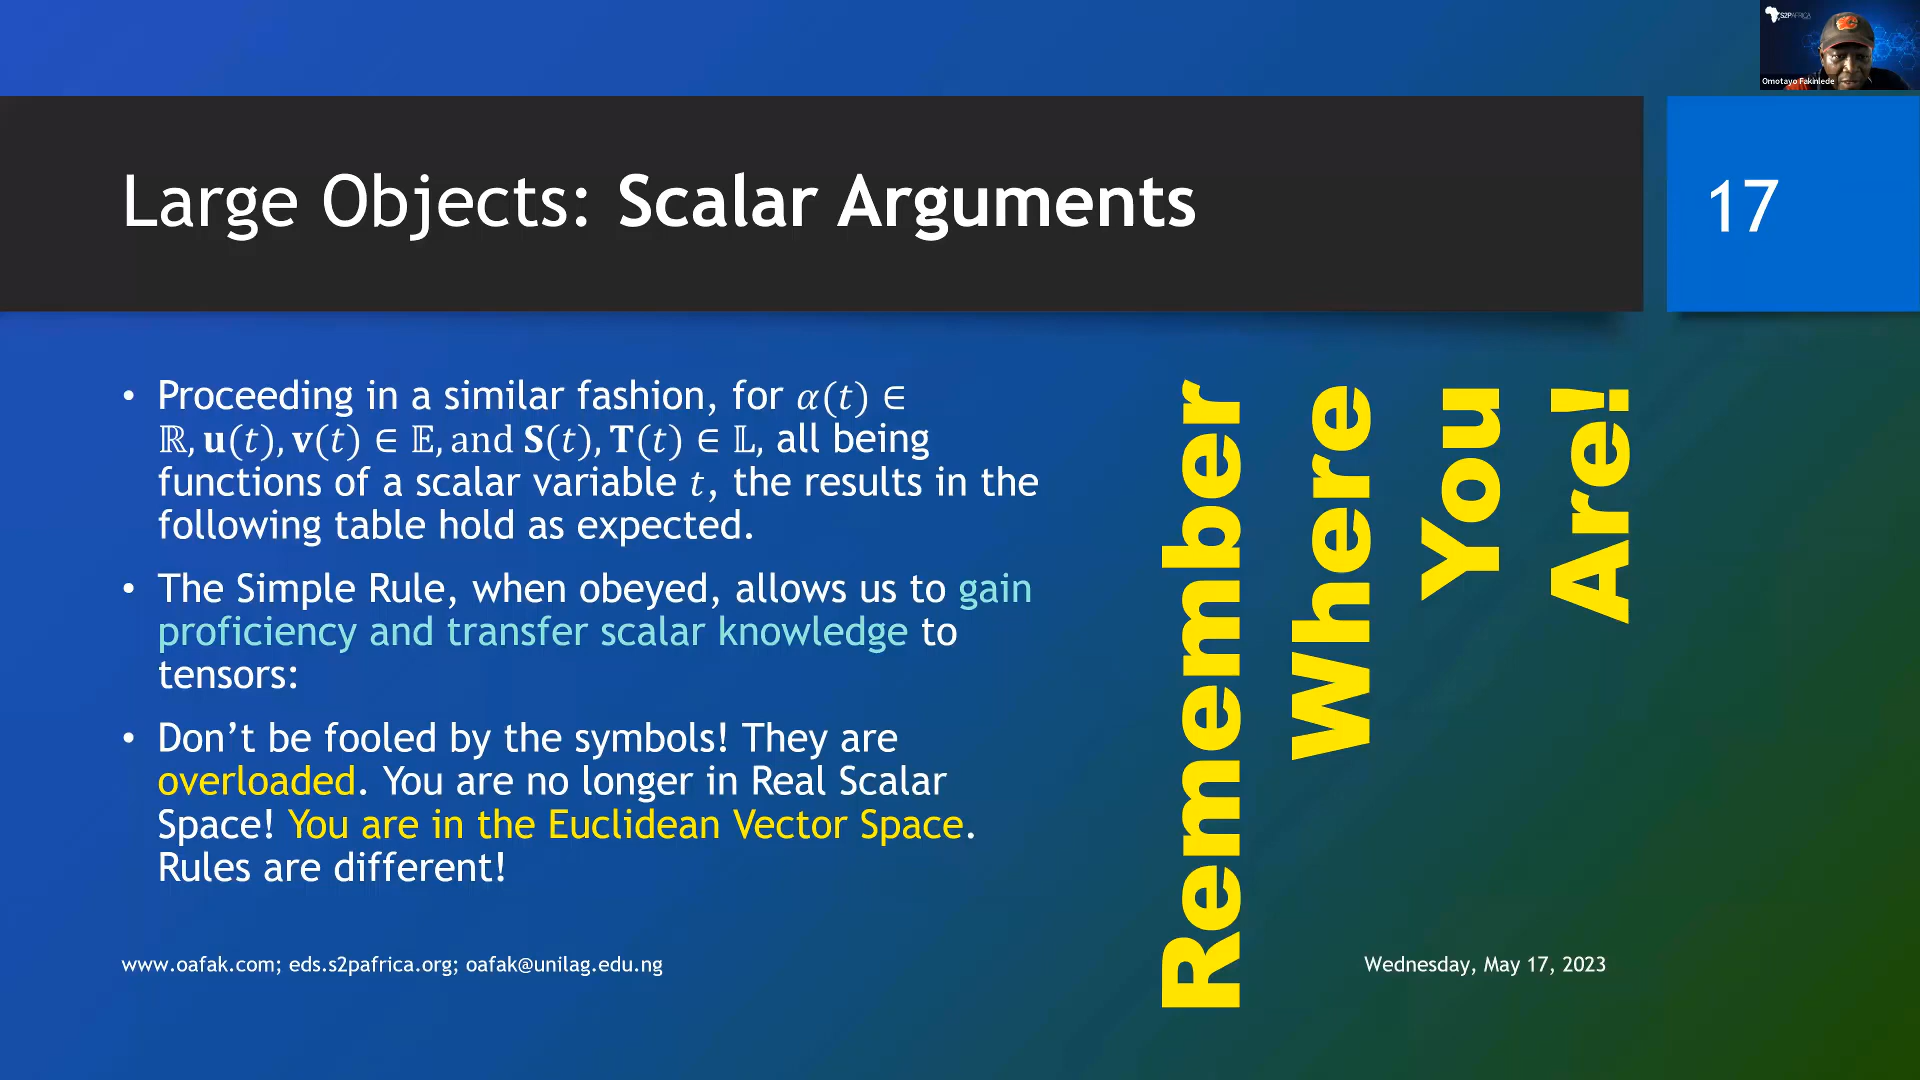 S2PAFRICA
Omotayo Fakinlede
Large Objects: Scalar Arguments
17
• Proceeding in a similar fashion, for 𝛼(𝑡) ∈
ℝ, 𝐮(𝑡), 𝐯(𝑡) ∈ 𝔼, and 𝐒(𝑡), 𝐓(𝑡) ∈ 𝕃, all being
functions of a scalar variable 𝑡, the results in the
following table hold as expected.
• The Simple Rule, when obeyed, allows us to gain
proficiency and transfer scalar knowledge to
tensors:
• Don’t be fooled by the symbols! They are
overloaded. You are no longer in Real Scalar
Space! You are in the Euclidean Vector Space.
Rules are different!
Remember
Where
You
Are!
www.oafak.com; eds.s2pafrica.org; oafak@unilag.edu.ng
Wednesday, May 17, 2023